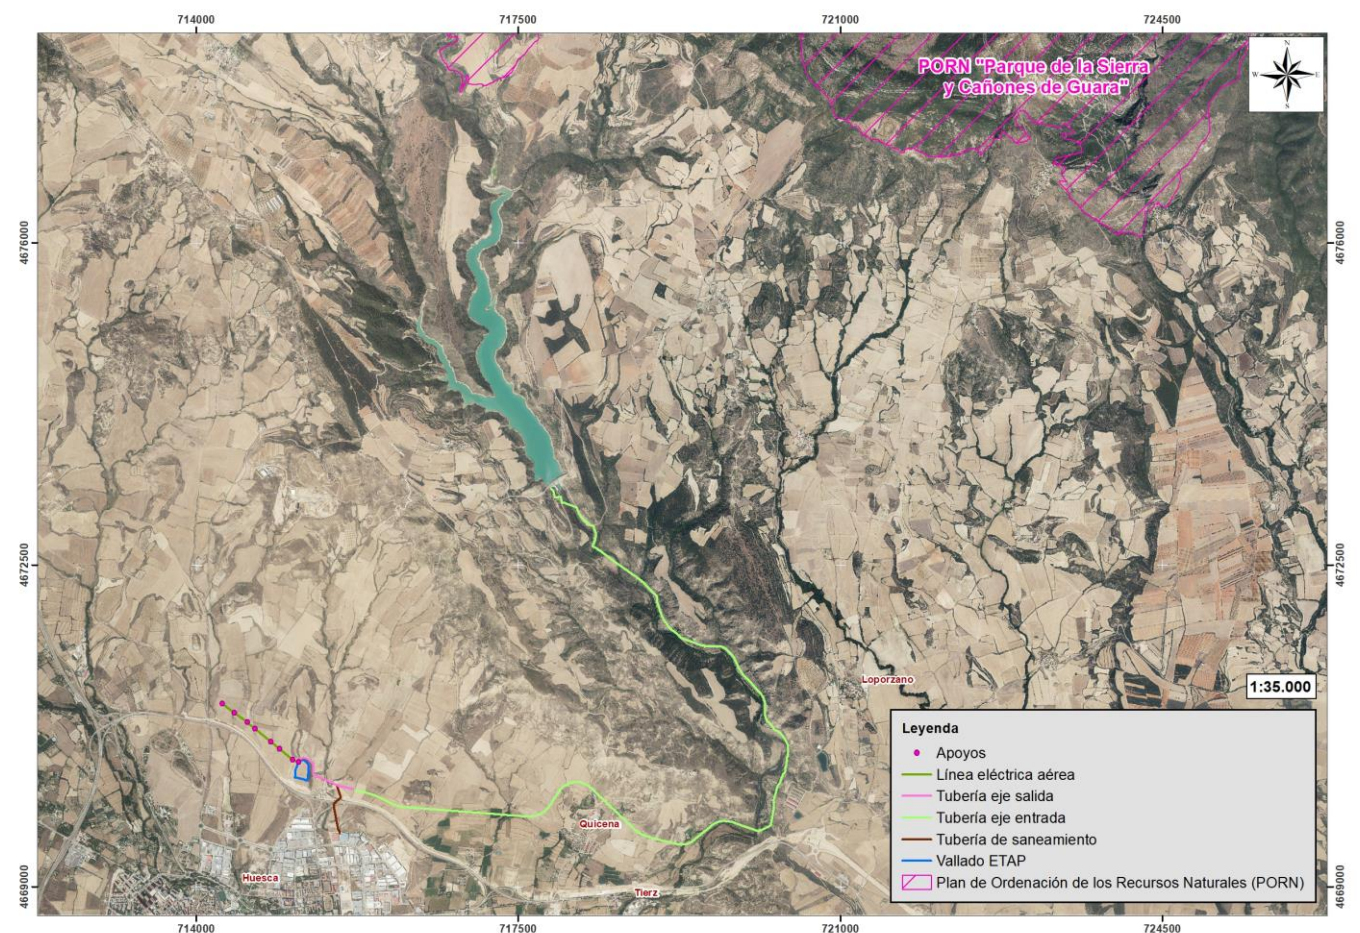 714000
717500
721000
724500
PORN "Parque de la Sierra
y Cañones de Guara"
N
W
E
S
4676000
4676000
4672500
4672500
Loporzano
1:35.000
Leyenda
Apoyos
Línea eléctrica aérea
Tubería eje salida
Tubería eje entrada
Tubería de saneamiento
Vallado ETAP
Plan de Ordenación de los Recursos Naturales (PORN)
Quicena
Huesca
Tierz
4669000
4669000
714000
717500
721000
724500